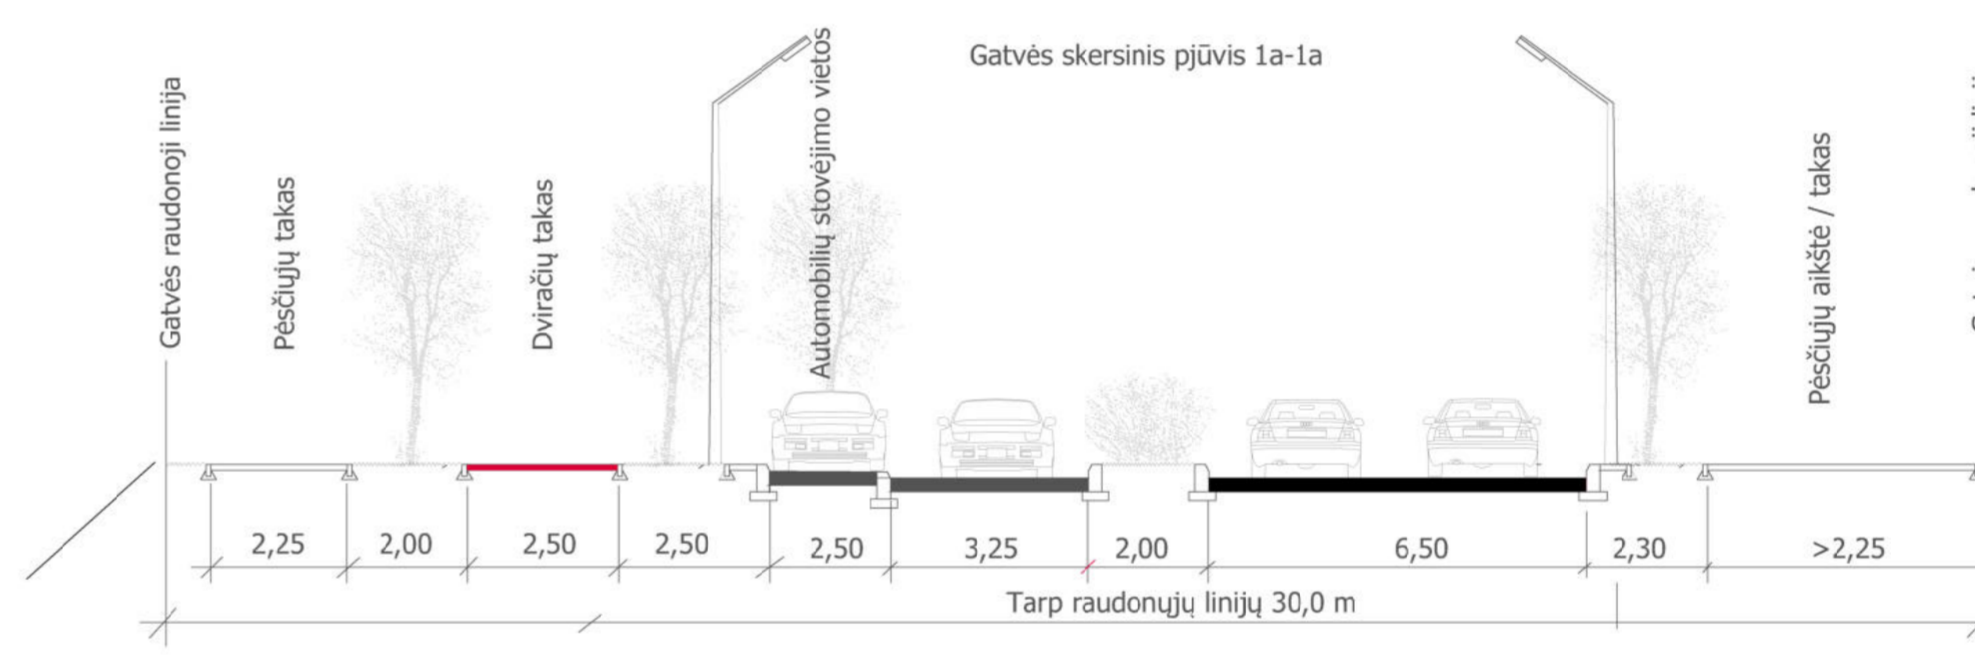 Gatvės skersinis pjūvis 1a-1a
Gatvės raudonoji linija
Pėsčiųjų takas
Dviračių takas
Automobilių stovėjimo vietos
Pėsčiųjų aikštė / takas
2,25
2,00
2,50
2,50
2,50
3,25
2,00
6,50
2,30
>2,25
Tarp raudonųjų linijų 30,0 m